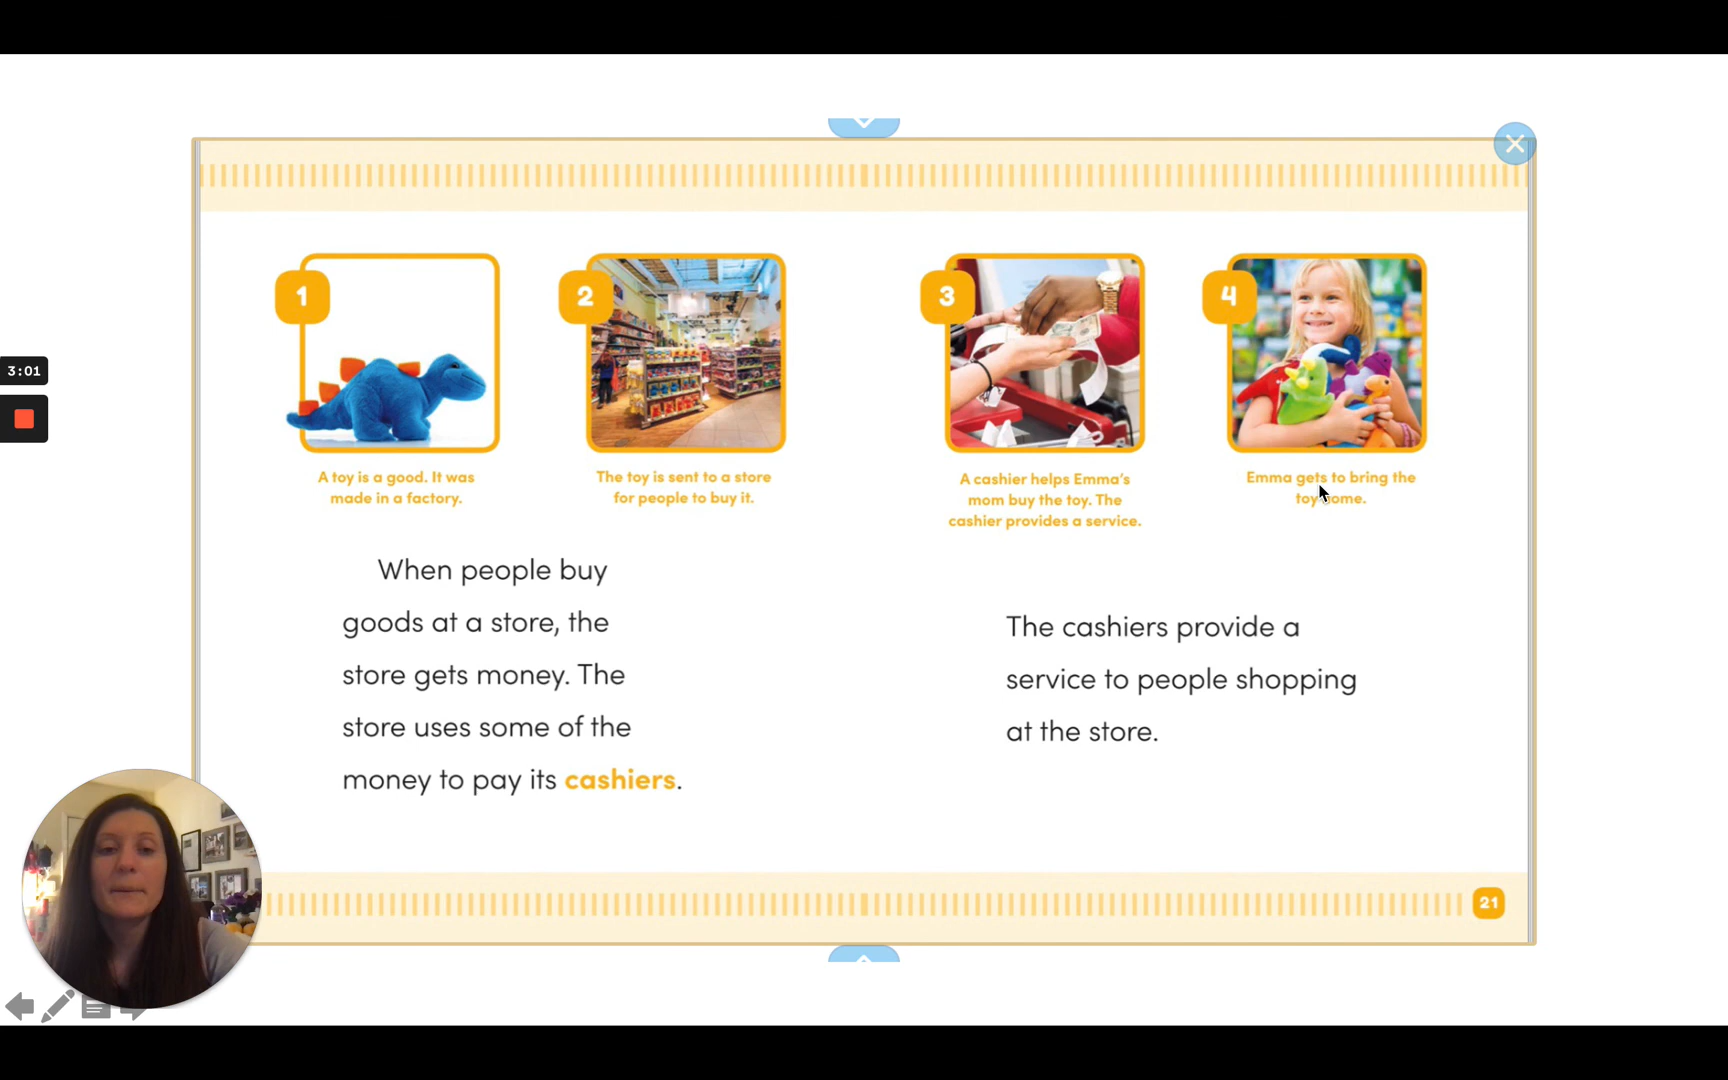 1
2
3
4
A toy is a good. It was
made in a factory.
The toy is sent to a store
for people to buy it.
A cashier helps Emma's
mom buy the toy. The
cashier provides a service.
Emma gets to bring the
toy home.
When people buy
goods at a store, the
store gets money. The
store uses some of the
money to pay its cashiers.
The cashiers provide a
service to people shopping
at the store.
21
3:01